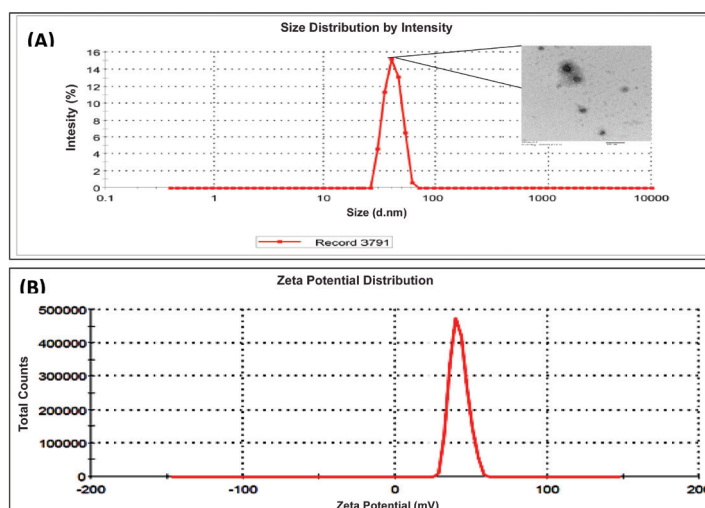 (A)
Size Distribution by Intensity
16
14
12
10
8
6
4
2
0
Intesity (%)
0.1 1 10 100 1000 10000
Size (d.nm)
Record 3791
(B)
Zeta Potential Distribution
500000
400000
300000
200000
100000
0
Total Counts
-200 -100 0 100 200
Zeta Potential (mV)